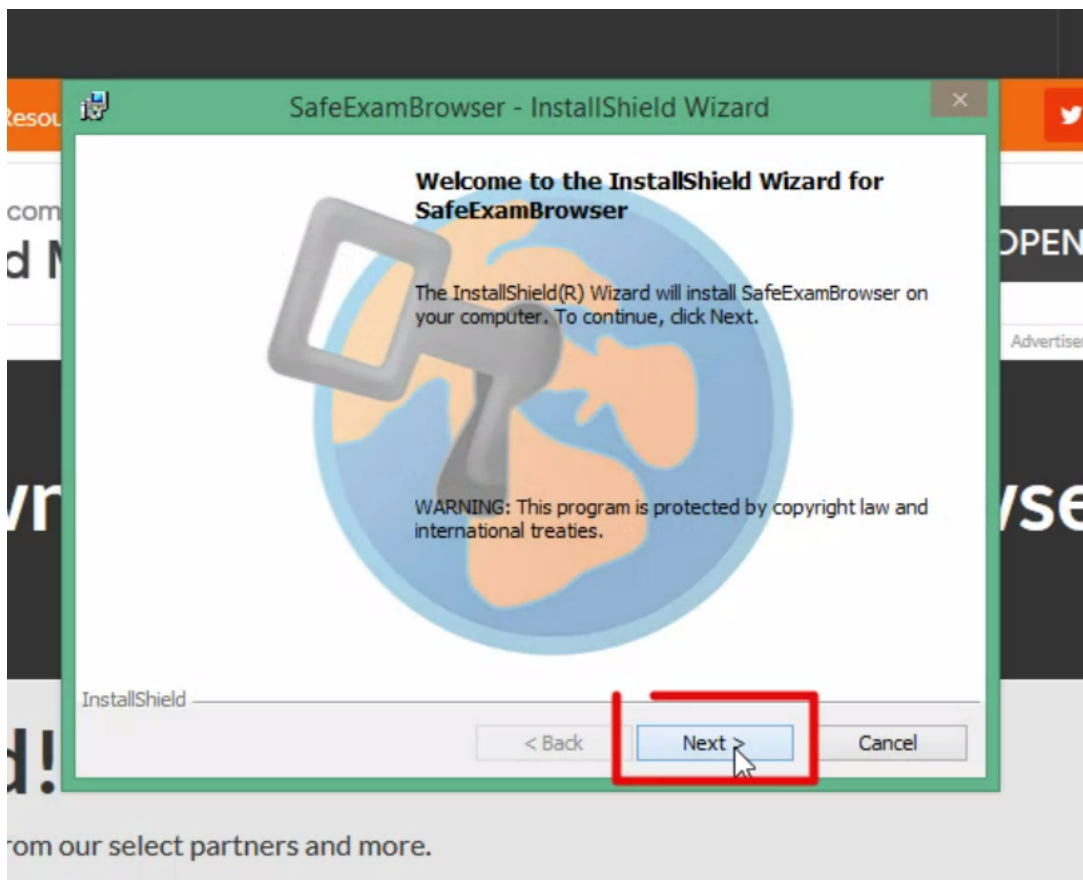 SafeExamBrowser - InstallShield Wizard
Resou
com
d
OPEN
Advertise
Welcome to the InstallShield Wizard for
SafeExamBrowser
The InstallShield(R) Wizard will install SafeExamBrowser on
your computer. To continue, click Next.
WARNING: This program is protected by copyright law and
international treaties.
wn
wse
InstallShield
< Back
Next >
Cancel
d!
rom our select partners and more.